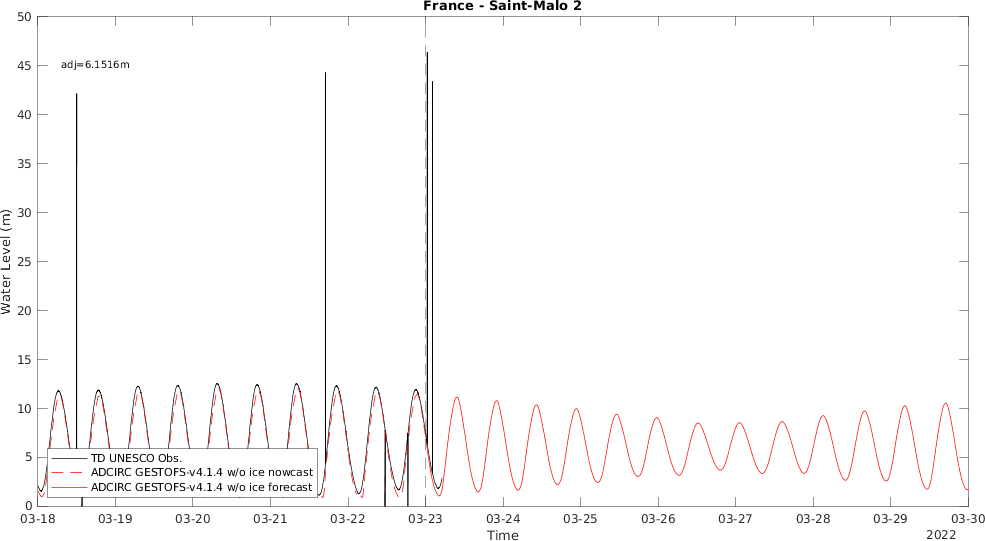 France - Saint-Malo 2
50
45
40
35
30
25
20
15
10
5
0
adj=6.1516m
Water Level (m)
TD UNESCO Obs.
ADCIRC GESTOFS-v4.1.4 w/o ice nowcast
ADCIRC GESTOFS-v4.1.4 w/o ice forecast
03-18 03-19 03-20 03-21 03-22 03-23 03-24 03-25 03-26 03-27 03-28 03-29 03-30
Time
2022